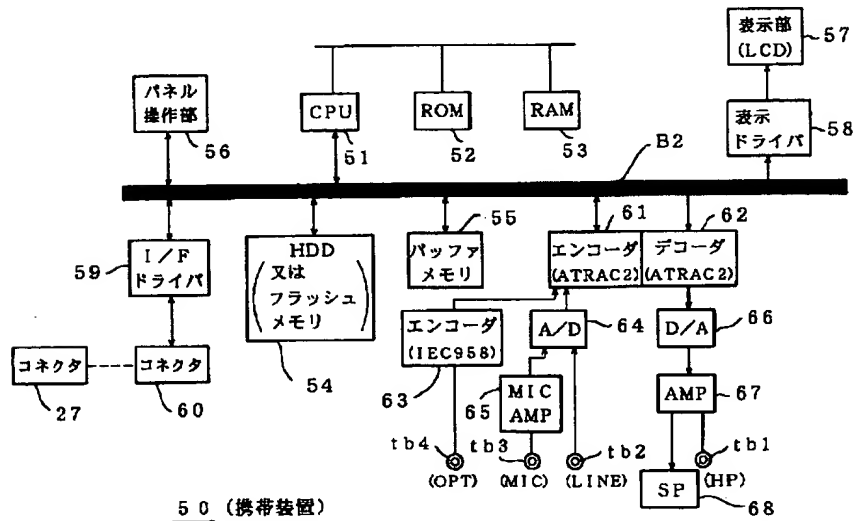 表示部
(LCD)
57
パネル
操作部
56
CPU
51
ROM
52
RAM
53
表示
ドライバ
58
B2
I/F
ドライバ
59
HDD
又は
フラッシュ
メモリ
54
バッファ
メモリ
55
61
エンコーダ
(ATRAC2)
62
デコーダ
(ATRAC2)
エンコーダ
(IEC958)
63
A/D
64
D/A
66
コネクタ
27
コネクタ
60
MIC
AMP
65
AMP
67
tb4
(OPT)
tb3
(MIC)
tb2
(LINE)
tb1
(HP)
SP
68
50 (携帯装置)